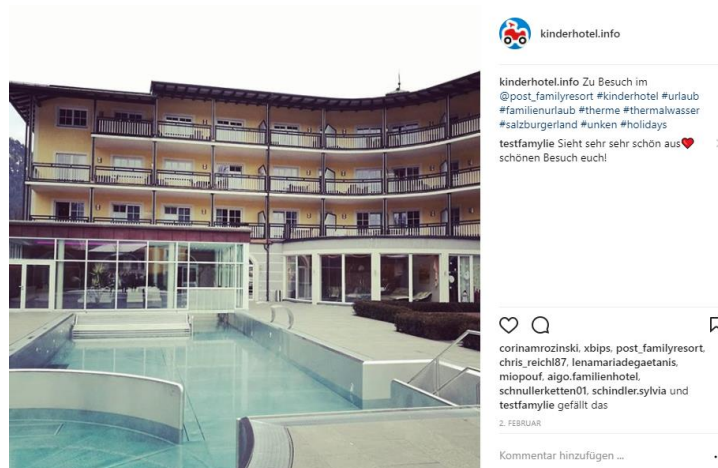 kinderhotel.info
kinderhotel.info Zu Besuch im
@post_familyresort #kinderhotel #urlaub
#familienurlaub #therme #thermalwasser
#salzburgerland #unken #holidays
testfamylie Sieht sehr sehr schön aus❤
schönen Besuch euch!
corinamrozinski, xbips, post_familyresort,
chris_reichl87, lenamariadegaetanis,
miopouf, aigo.familienhotel,
schnullerketten01, schindler.sylvia und
testfamylie gefällt das
2. FEBRUAR
Kommentar hinzufügen ...